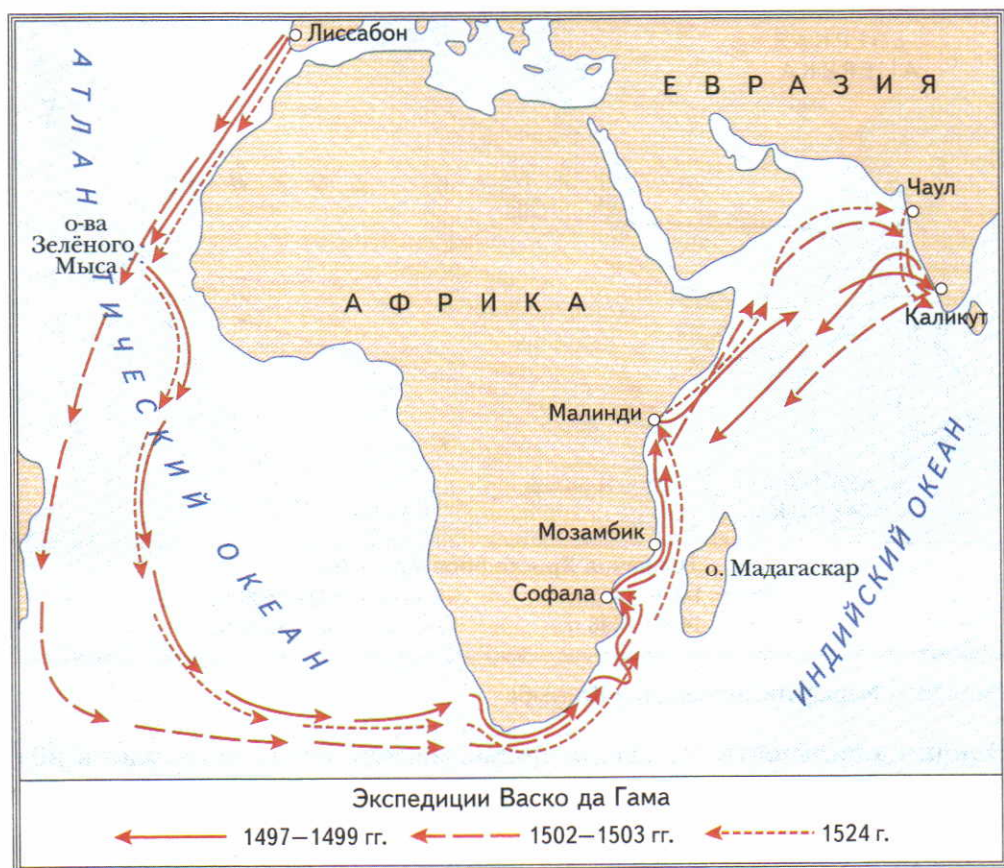 Лиссабон
АТЛАНТИЧЕСКИЙ ОКЕАН
ЕВРАЗИЯ
Чаул
о-ва
Зелёного
Мыса
АФРИКА
Каликут
Малинди
Мозамбик
о. Мадагаскар
Софала
ИНДИЙСКИЙ ОКЕАН
Экспедиции Васко да Гама
1497—1499 гг.
1502—1503 гг.
1524 г.